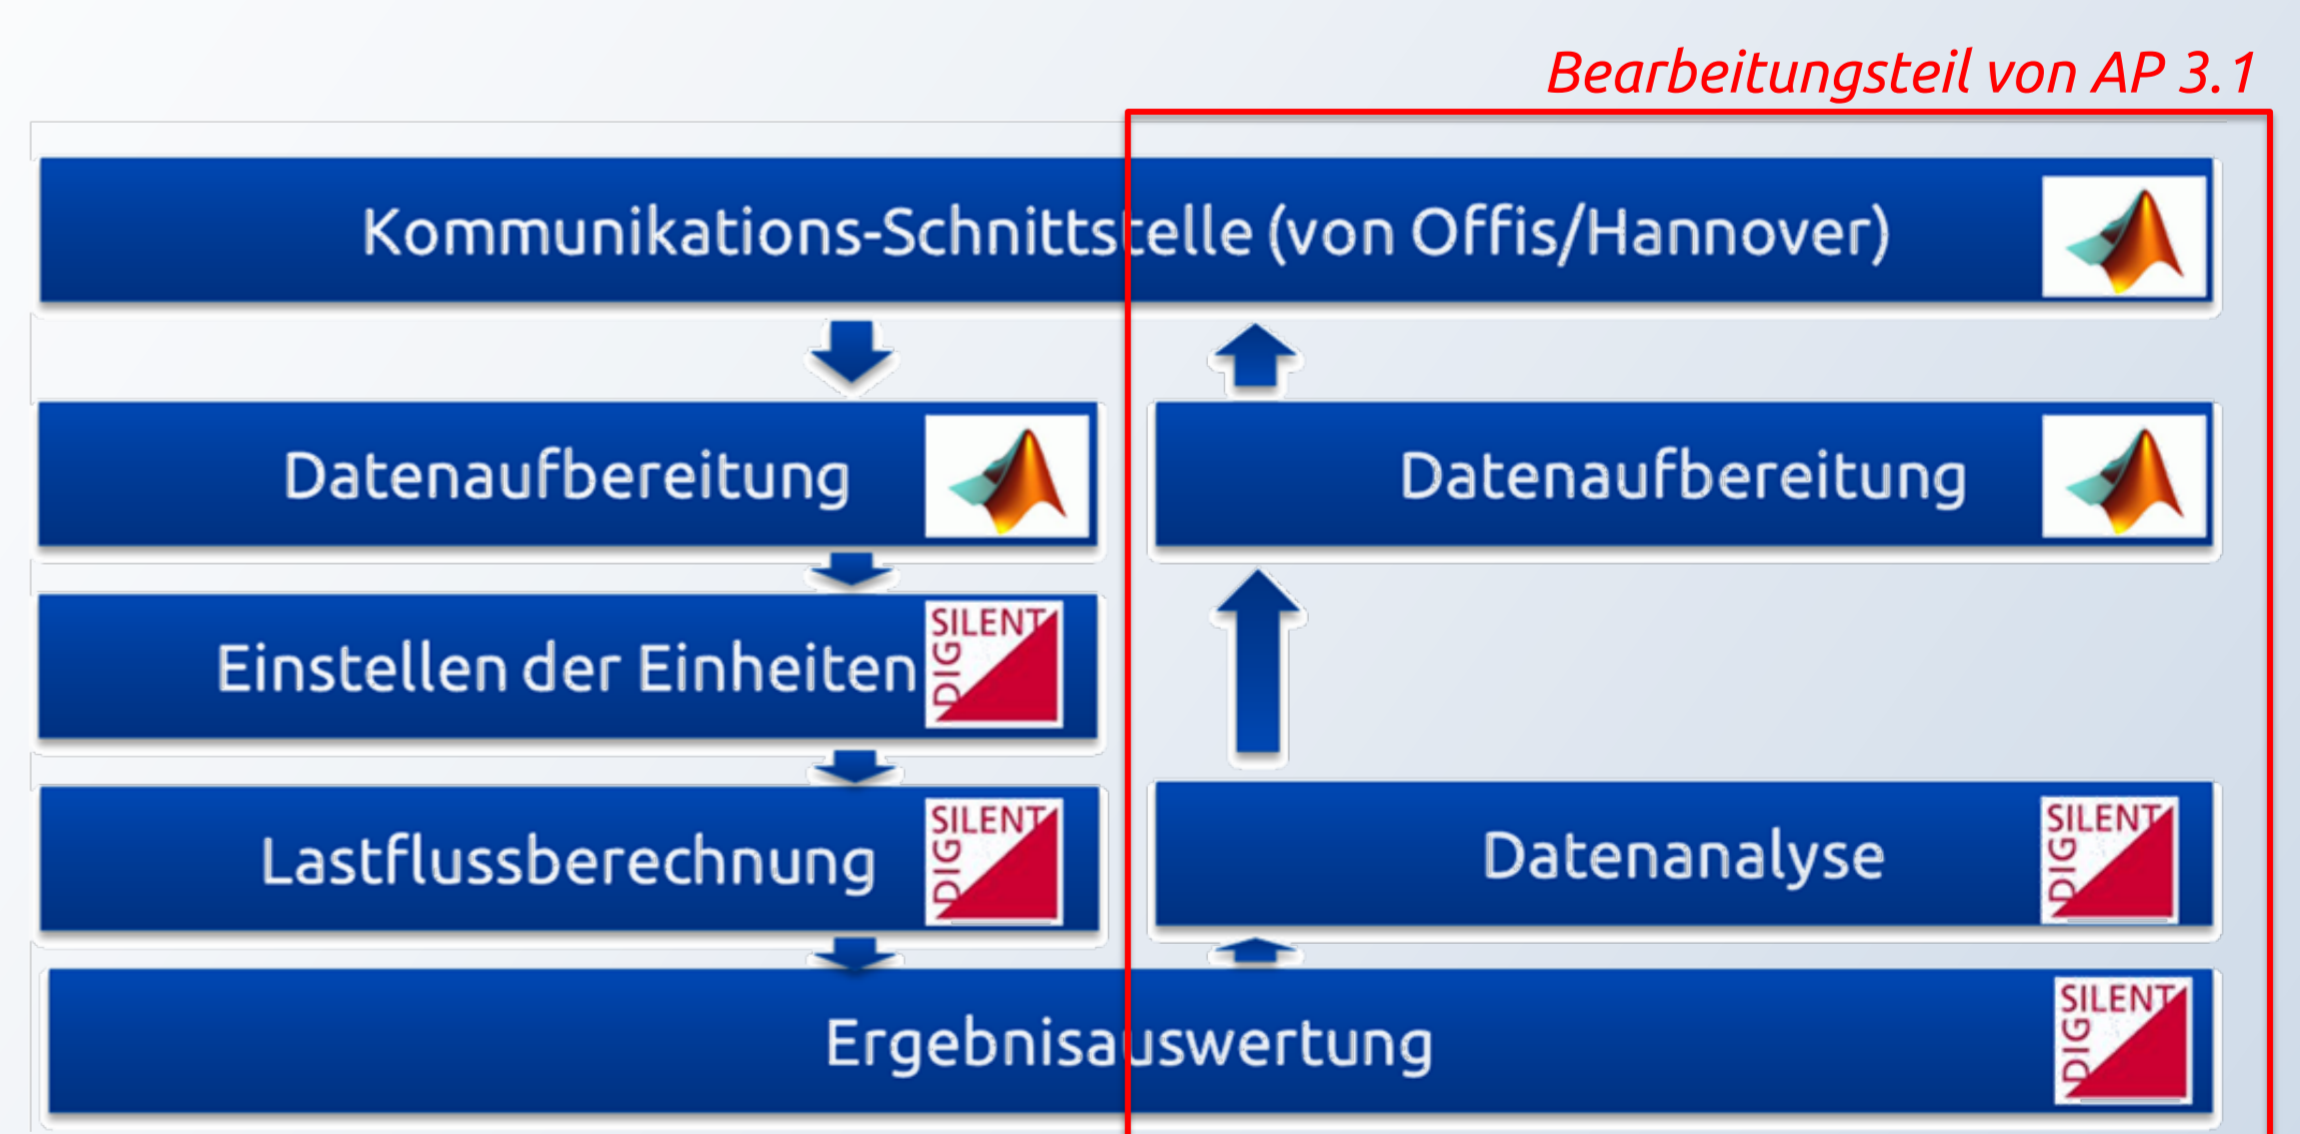 Bearbeitungsteil von AP 3.1
Kommunikations-Schnittstelle (von Offis/Hannover)
Datenaufbereitung
Datenaufbereitung
Einstellen der Einheiten
DIG SILENT
Lastflussberechnung
DIG SILENT
Datenanalyse
DIG SILENT
Ergebnisauswertung
DIG SILENT